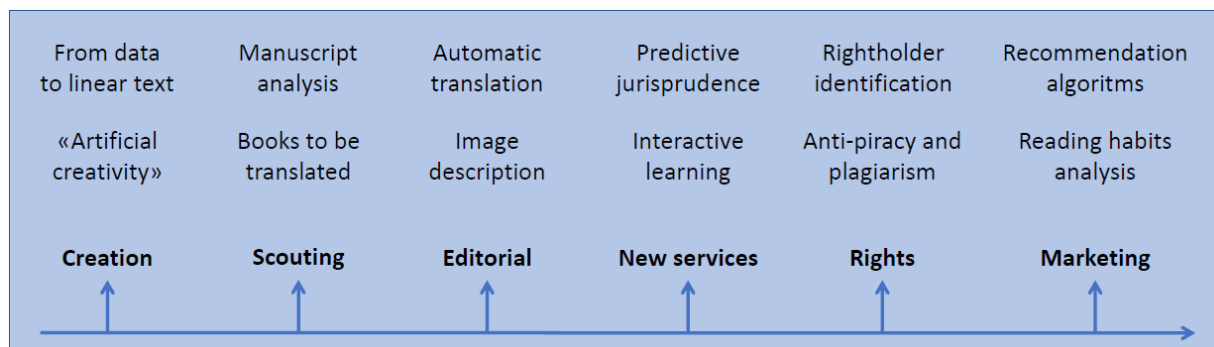 From data
to linear text
Manuscript
analysis
Automatic
translation
Predictive
jurisprudence
Rightholder
identification
Recommendation
algoritms
«Artificial
creativity»
Books to be
translated
Image
description
Interactive
learning
Anti-piracy and
plagiarism
Reading habits
analysis
Creation
Scouting
Editorial
New services
Rights
Marketing